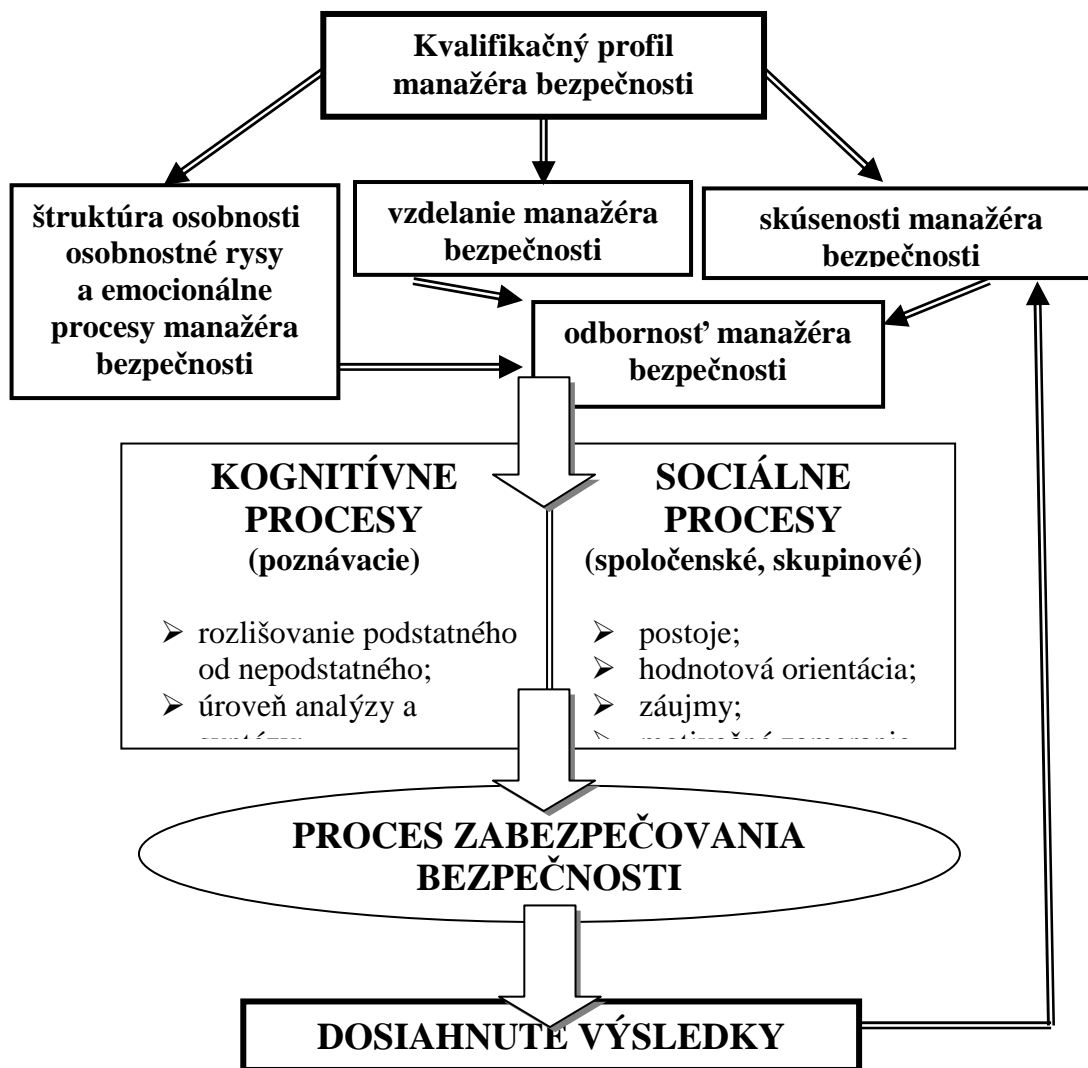 Kvalifikačný profil
manažéra bezpečnosti
štruktúra osobnosti
osobnostné rysy
a emocionálne
procesy manažéra
bezpečnosti
vzdelanie manažéra
bezpečnosti
skúsenosti manažéra
bezpečnosti
odbornosť manažéra
bezpečnosti
KOGNITÍVNE
PROCESY
(poznávacie)
➢ rozlišovanie podstatného
od nepodstatného;
➢ úroveň analýzy a
SOCIÁLNE
PROCESY
(spoločenské, skupinové)
➢ postoje;
➢ hodnotová orientácia;
➢ záujmy;
➢ motivačné zameranie
PROCES ZABEZPEČOVANIA
BEZPEČNOSTI
DOSIAHNUTÉ VÝSLEDKY